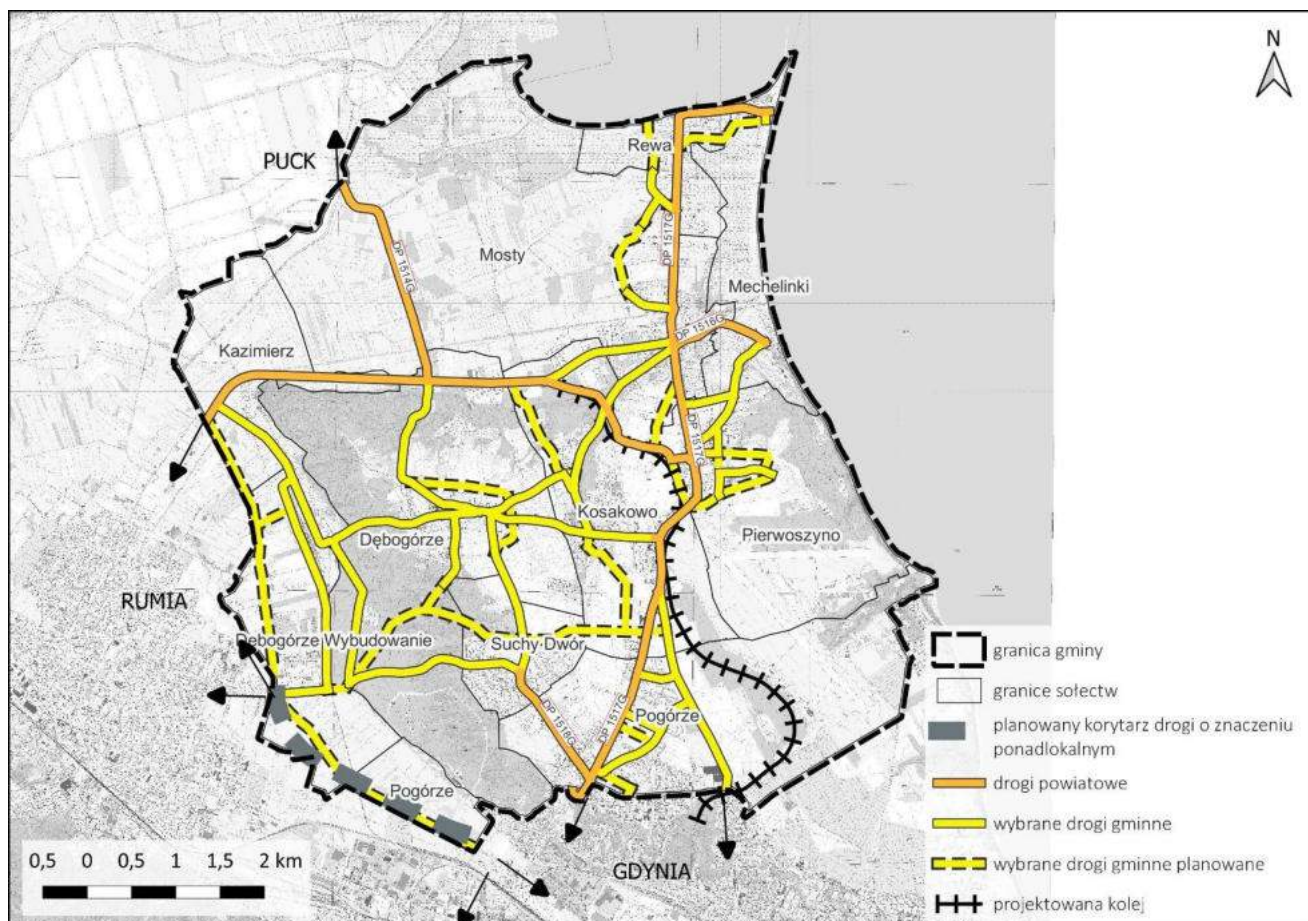 N
PUCK
Rewa
DP 1514G
DP 1517G
Mosty
Mechelinki
DP 1516G
Kazimierz
DP 1517G
Kosakowo
Dębogórze
Pierwoszyno
RUMIA
Dębogórze Wybudowanie
Suchy Dwór
DP 1517G
Pogórze
Pogórze
GDYNIA
0,5 0 0,5 1 1,5 2 km
granica gminy
granice sołectw
planowany korytarz drogi o znaczeniu
ponadlokalnym
drogi powiatowe
wybrane drogi gminne
wybrane drogi gminne planowane
projektowana kolej